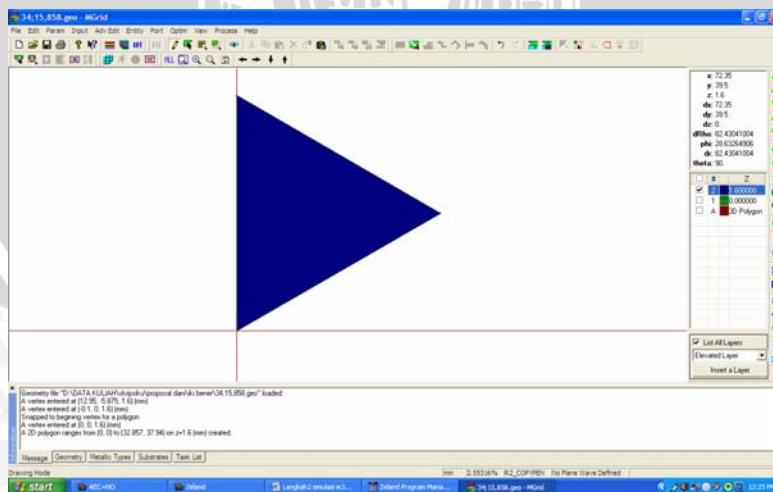 34;15,858.geo - MGrid
File Edit Param Input Adv Edit Entity Port Optim View Process Help
x: 72.35
y: 39.5
z: 1.6
dx: 72.35
dy: 39.5
dz: 0.
dRho: 82.43041004
phi: 28.63264906
dr: 82.43041004
theta: 90.
# Z
2 1.600000
1 0.000000
A 3D Polygon
List All Layers
Elevated Layer
Insert a Layer
Geometry file "D:\DATA KULIAH\skripsiku\proposal dani\iki bener\34;15,858.geo" loaded
A vertex entered at (12.95, -5.875, 1.6) (mm)
A vertex entered at (-0.1, 0, 1.6) (mm)
Snapped to begining vertex for a polygon
A vertex entered at (0, 0, 1.6) (mm)
A 2D polygon ranges from (0, 0) to (32.857, 37.94) on z=1.6 (mm) created.
Message Geometry Metallic Types Substrates Task List
Drawing Mode mm 2.55316% R2_COPYPEN No Plane Wave Defined
start Zeland Langkah2 simulasi ie3... Zeland Program Mana... 34;15,858.geo - MGrid 12:25 PM